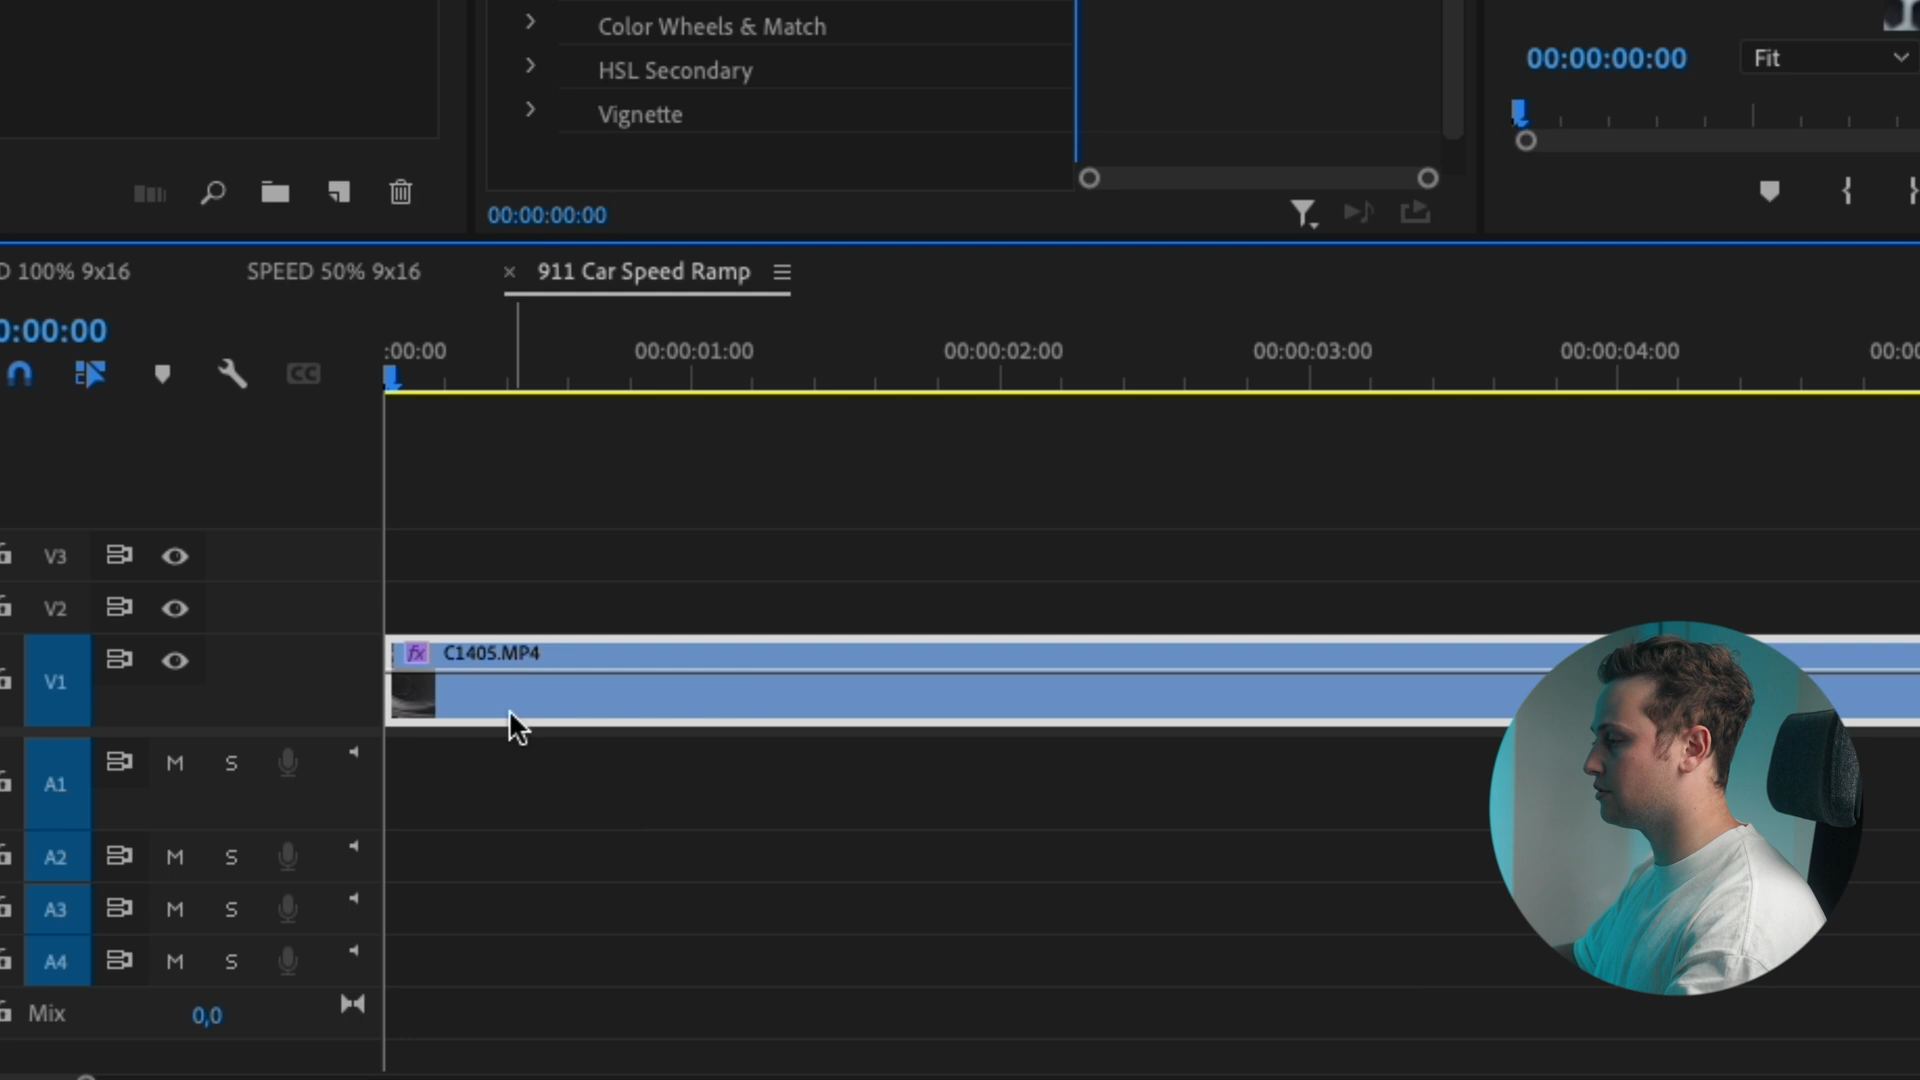 Color Wheels & Match
HSL Secondary
Vignette
00:00:00:00
Fit
00:00:00:00
D 100% 9x16
SPEED 50% 9x16
× 911 Car Speed Ramp
0:00:00
:00:00
00:00:01:00
00:00:02:00
00:00:03:00
00:00:04:00
00:00
CC
V3
V2
fx C1405.MP4
V1
A1 M S
A2 M S
A3 M S
A4 M S
Mix 0,0